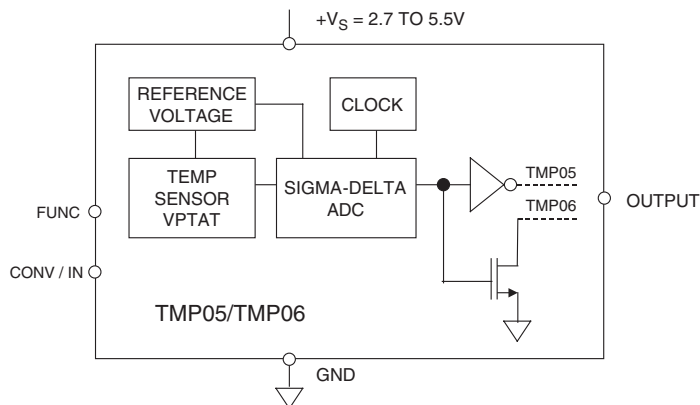 +VS = 2.7 TO 5.5V
REFERENCE
VOLTAGE
CLOCK
TEMP
SENSOR
VPTAT
SIGMA-DELTA
ADC
TMP05
TMP06
OUTPUT
FUNC
CONV / IN
TMP05/TMP06
GND